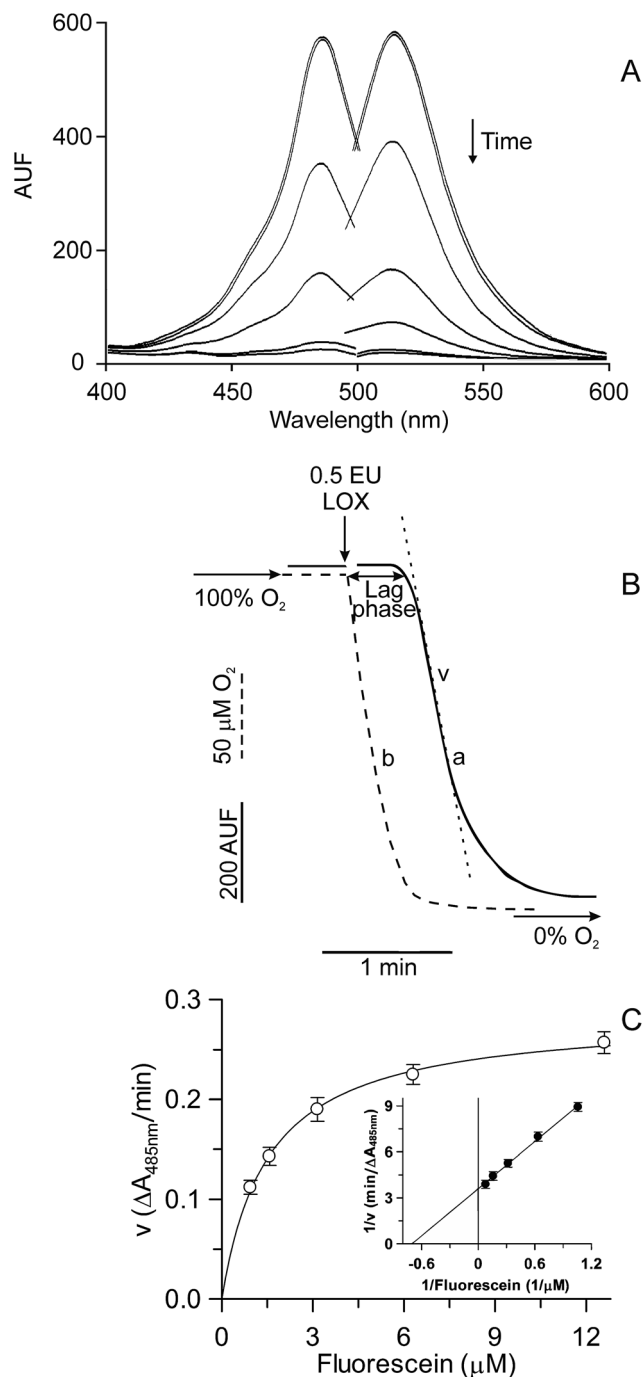 600
400
200
0
AUF
A
Time
400
450
500
550
600
Wavelength (nm)
0.5 EU
LOX
B
100% O₂
Lag
phase
50 μM O₂
v
b
a
200 AUF
0% O₂
1 min
C
0.3
0.2
0.1
0.0
v (ΔA₄₈₅ₙₘ/min)
9
6
3
0
1/v (min/ΔA₄₈₅ₙₘ)
-0.6
0
0.6
1.2
1/Fluorescein (1/μM)
0
3
6
9
12
Fluorescein (μM)